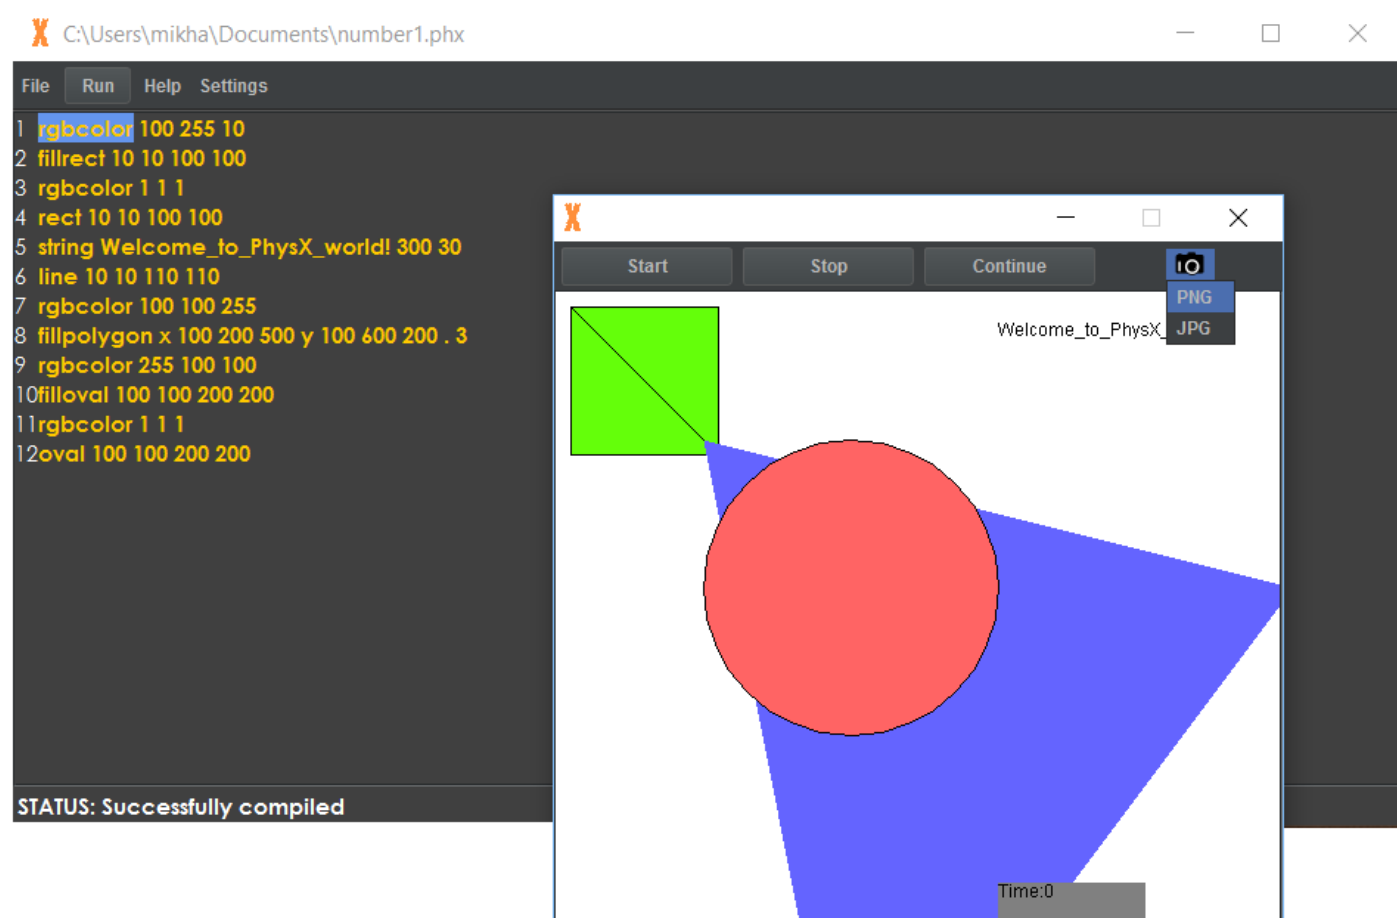 C:\Users\mikha\Documents\number1.phx
File Run Help Settings
1 rgbcolor 100 255 10
2 fillrect 10 10 100 100
3 rgbcolor 1 1 1
4 rect 10 10 100 100
5 string Welcome_to_PhysX_world! 300 30
6 line 10 10 110 110
7 rgbcolor 100 100 255
8 fillpolygon x 100 200 500 y 100 600 200 . 3
9 rgbcolor 255 100 100
10filloval 100 100 200 200
11rgbcolor 1 1 1
12oval 100 100 200 200
STATUS: Successfully compiled
Start Stop Continue
PNG
JPG
Welcome_to_PhysX_
Time:0